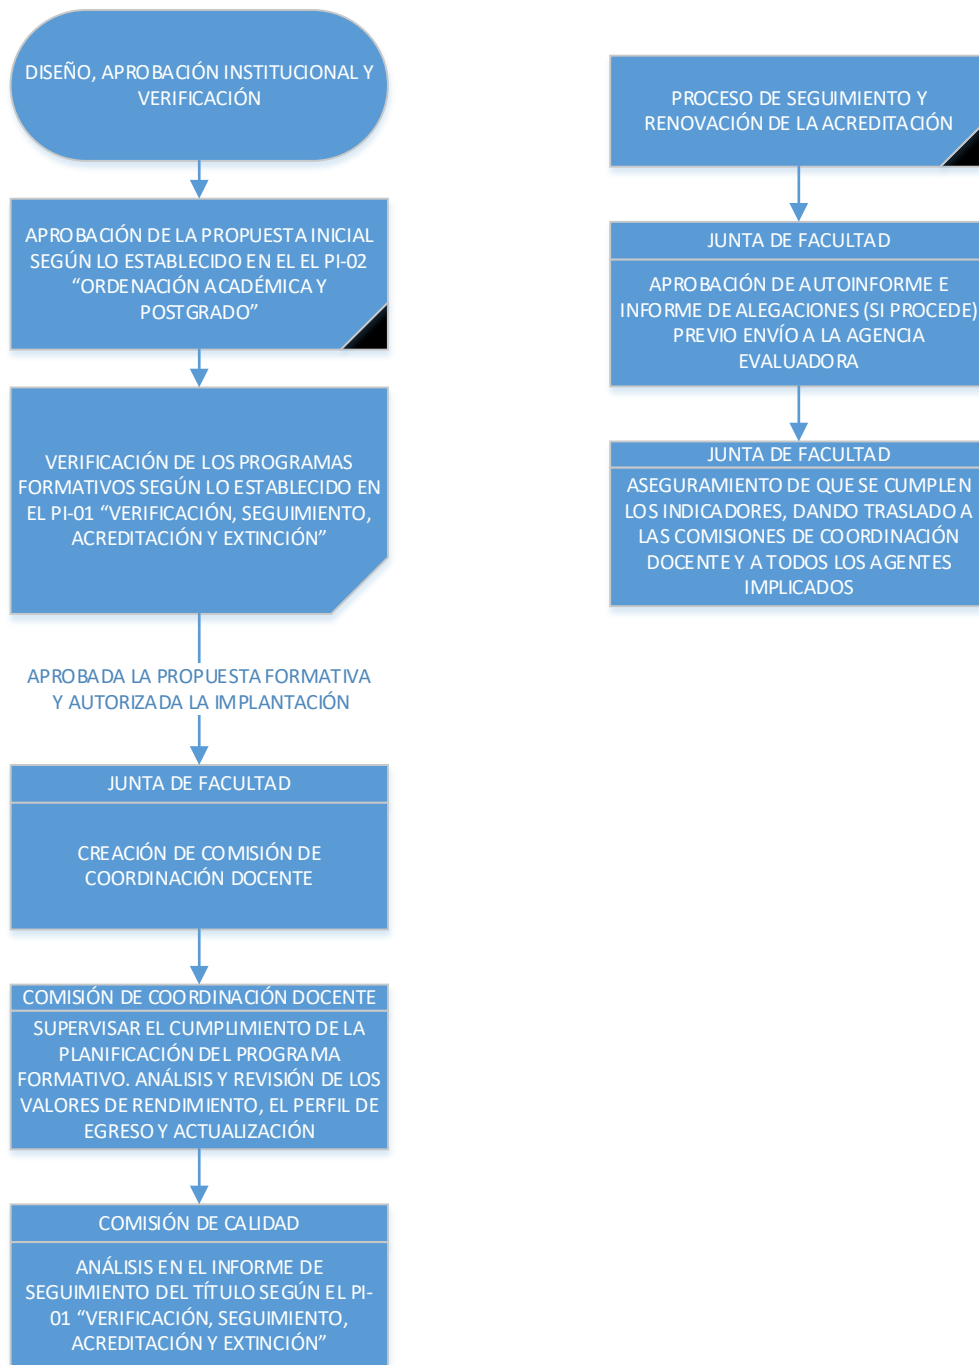 DISEÑO, APROBACIÓN INSTITUCIONAL Y
VERIFICACIÓN
APROBACIÓN DE LA PROPUESTA INICIAL
SEGÚN LO ESTABLECIDO EN EL EL PI-02
“ORDENACIÓN ACADÉMICA Y
POSTGRADO”
VERIFICACIÓN DE LOS PROGRAMAS
FORMATIVOS SEGÚN LO ESTABLECIDO EN
EL PI-01 “VERIFICACIÓN, SEGUIMIENTO,
ACREDITACIÓN Y EXTINCIÓN”
APROBADA LA PROPUESTA FORMATIVA
Y AUTORIZADA LA IMPLANTACIÓN
JUNTA DE FACULTAD
CREACIÓN DE COMISIÓN DE
COORDINACIÓN DOCENTE
COMISIÓN DE COORDINACIÓN DOCENTE
SUPERVISAR EL CUMPLIMIENTO DE LA
PLANIFICACIÓN DEL PROGRAMA
FORMATIVO. ANÁLISIS Y REVISIÓN DE LOS
VALORES DE RENDIMIENTO, EL PERFIL DE
EGRESO Y ACTUALIZACIÓN
COMISIÓN DE CALIDAD
ANÁLISIS EN EL INFORME DE
SEGUIMIENTO DEL TÍTULO SEGÚN EL PI-
01 “VERIFICACIÓN, SEGUIMIENTO,
ACREDITACIÓN Y EXTINCIÓN”
PROCESO DE SEGUIMIENTO Y
RENOVACIÓN DE LA ACREDITACIÓN
JUNTA DE FACULTAD
APROBACIÓN DE AUTOINFORME E
INFORME DE ALEGACIONES (SI PROCEDE)
PREVIO ENVÍO A LA AGENCIA
EVALUADORA
JUNTA DE FACULTAD
ASEGURAMIENTO DE QUE SE CUMPLEN
LOS INDICADORES, DANDO TRASLADO A
LAS COMISIONES DE COORDINACIÓN
DOCENTE Y A TODOS LOS AGENTES
IMPLICADOS